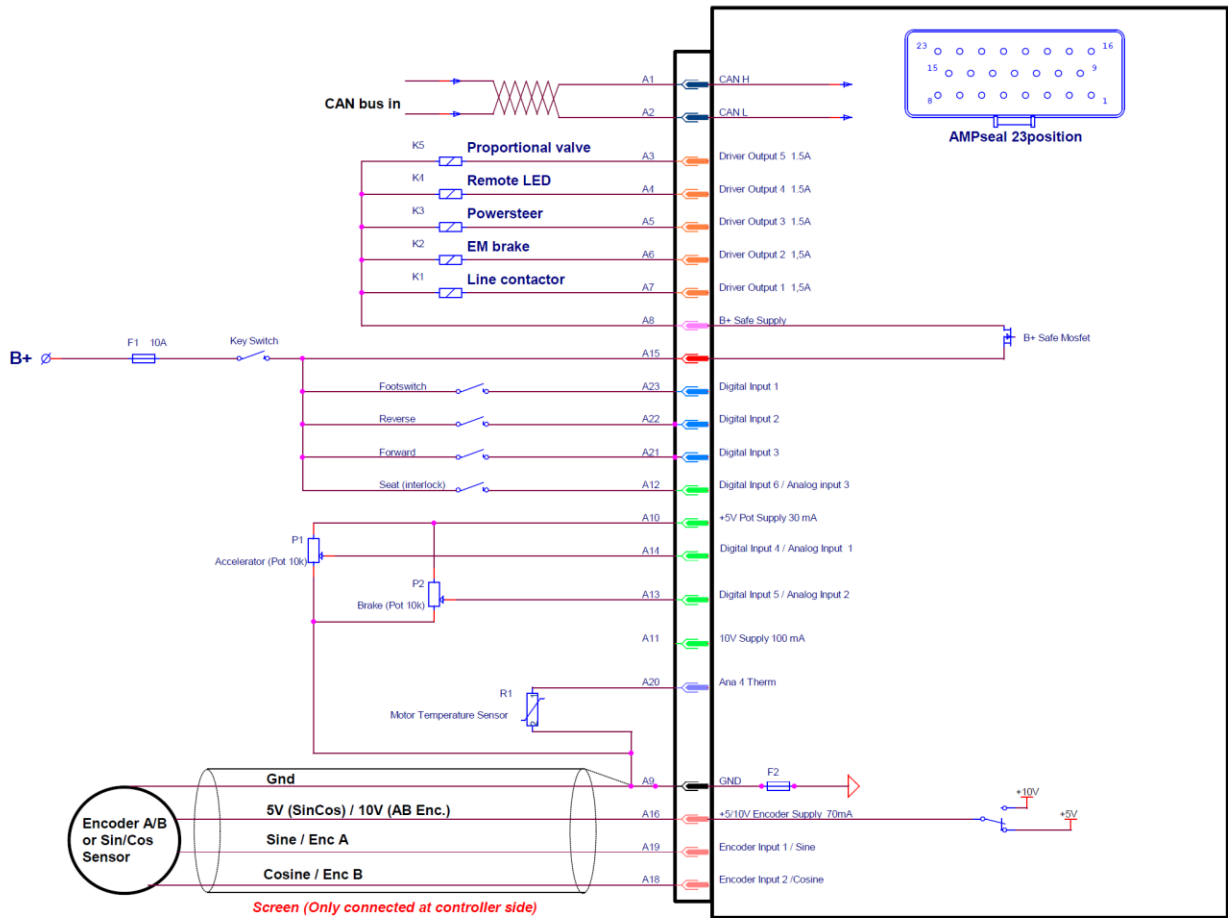 23 16
15 9
8 1
AMPseal 23position
CAN bus in
A1 CAN H
A2 CAN L
K5 Proportional valve A3 Driver Output 5 1.5A
K4 Remote LED A4 Driver Output 4 1.5A
K3 Powersteer A5 Driver Output 3 1.5A
K2 EM brake A6 Driver Output 2 1,5A
K1 Line contactor A7 Driver Output 1 1,5A
A8 B+ Safe Supply
B+ Safe Mosfet
B+ F1 10A Key Switch A15
Footswitch A23 Digital Input 1
Reverse A22 Digital Input 2
Forward A21 Digital Input 3
Seat (interlock) A12 Digital Input 6 / Analog input 3
A10 +5V Pot Supply 30 mA
P1 A14 Digital Input 4 / Analog Input 1
Accelerator (Pot 10k)
P2 A13 Digital Input 5 / Analog Input 2
Brake (Pot 10k)
A11 10V Supply 100 mA
A20 Ana 4 Therm
R1
Motor Temperature Sensor
Gnd A9 GND F2
5V (SinCos) / 10V (AB Enc.) A16 +5/10V Encoder Supply 70mA
+10V
+5V
Encoder A/B
or Sin/Cos
Sensor
Sine / Enc A A19 Encoder Input 1 / Sine
Cosine / Enc B A18 Encoder Input 2 /Cosine
Screen (Only connected at controller side)